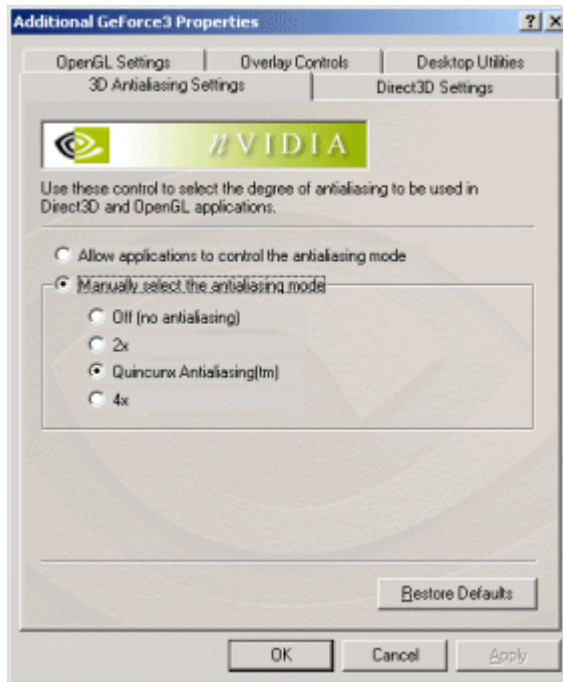 Additional GeForce3 Properties
OpenGL Settings Overlay Controls Desktop Utilities
3D Antialiasing Settings Direct3D Settings
nVIDIA
Use these control to select the degree of antialiasing to be used in
Direct3D and OpenGL applications.
Allow applications to control the antialiasing mode
Manually select the antialiasing mode
Off (no antialiasing)
2x
Quincunx Antialiasing(tm)
4x
Restore Defaults
OK Cancel Apply